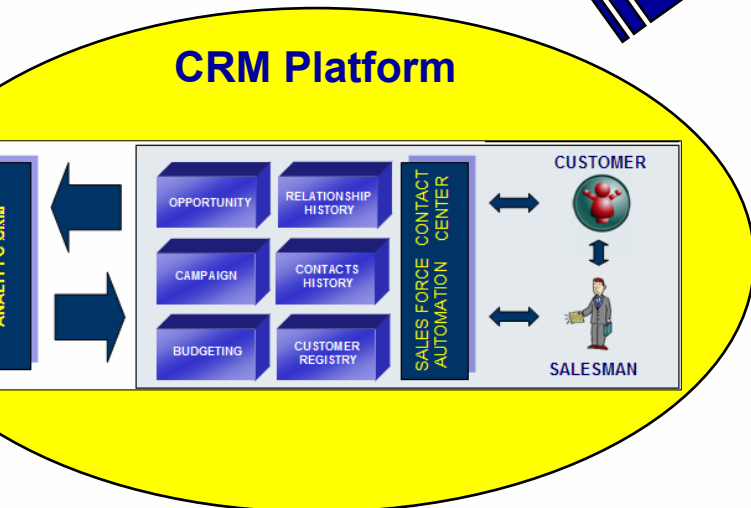 CRM Platform
OPPORTUNITY
RELATIONSHIP
HISTORY
CAMPAIGN
CONTACTS
HISTORY
BUDGETING
CUSTOMER
REGISTRY
SALES FORCE CONTACT
AUTOMATION CENTER
CUSTOMER
SALESMAN